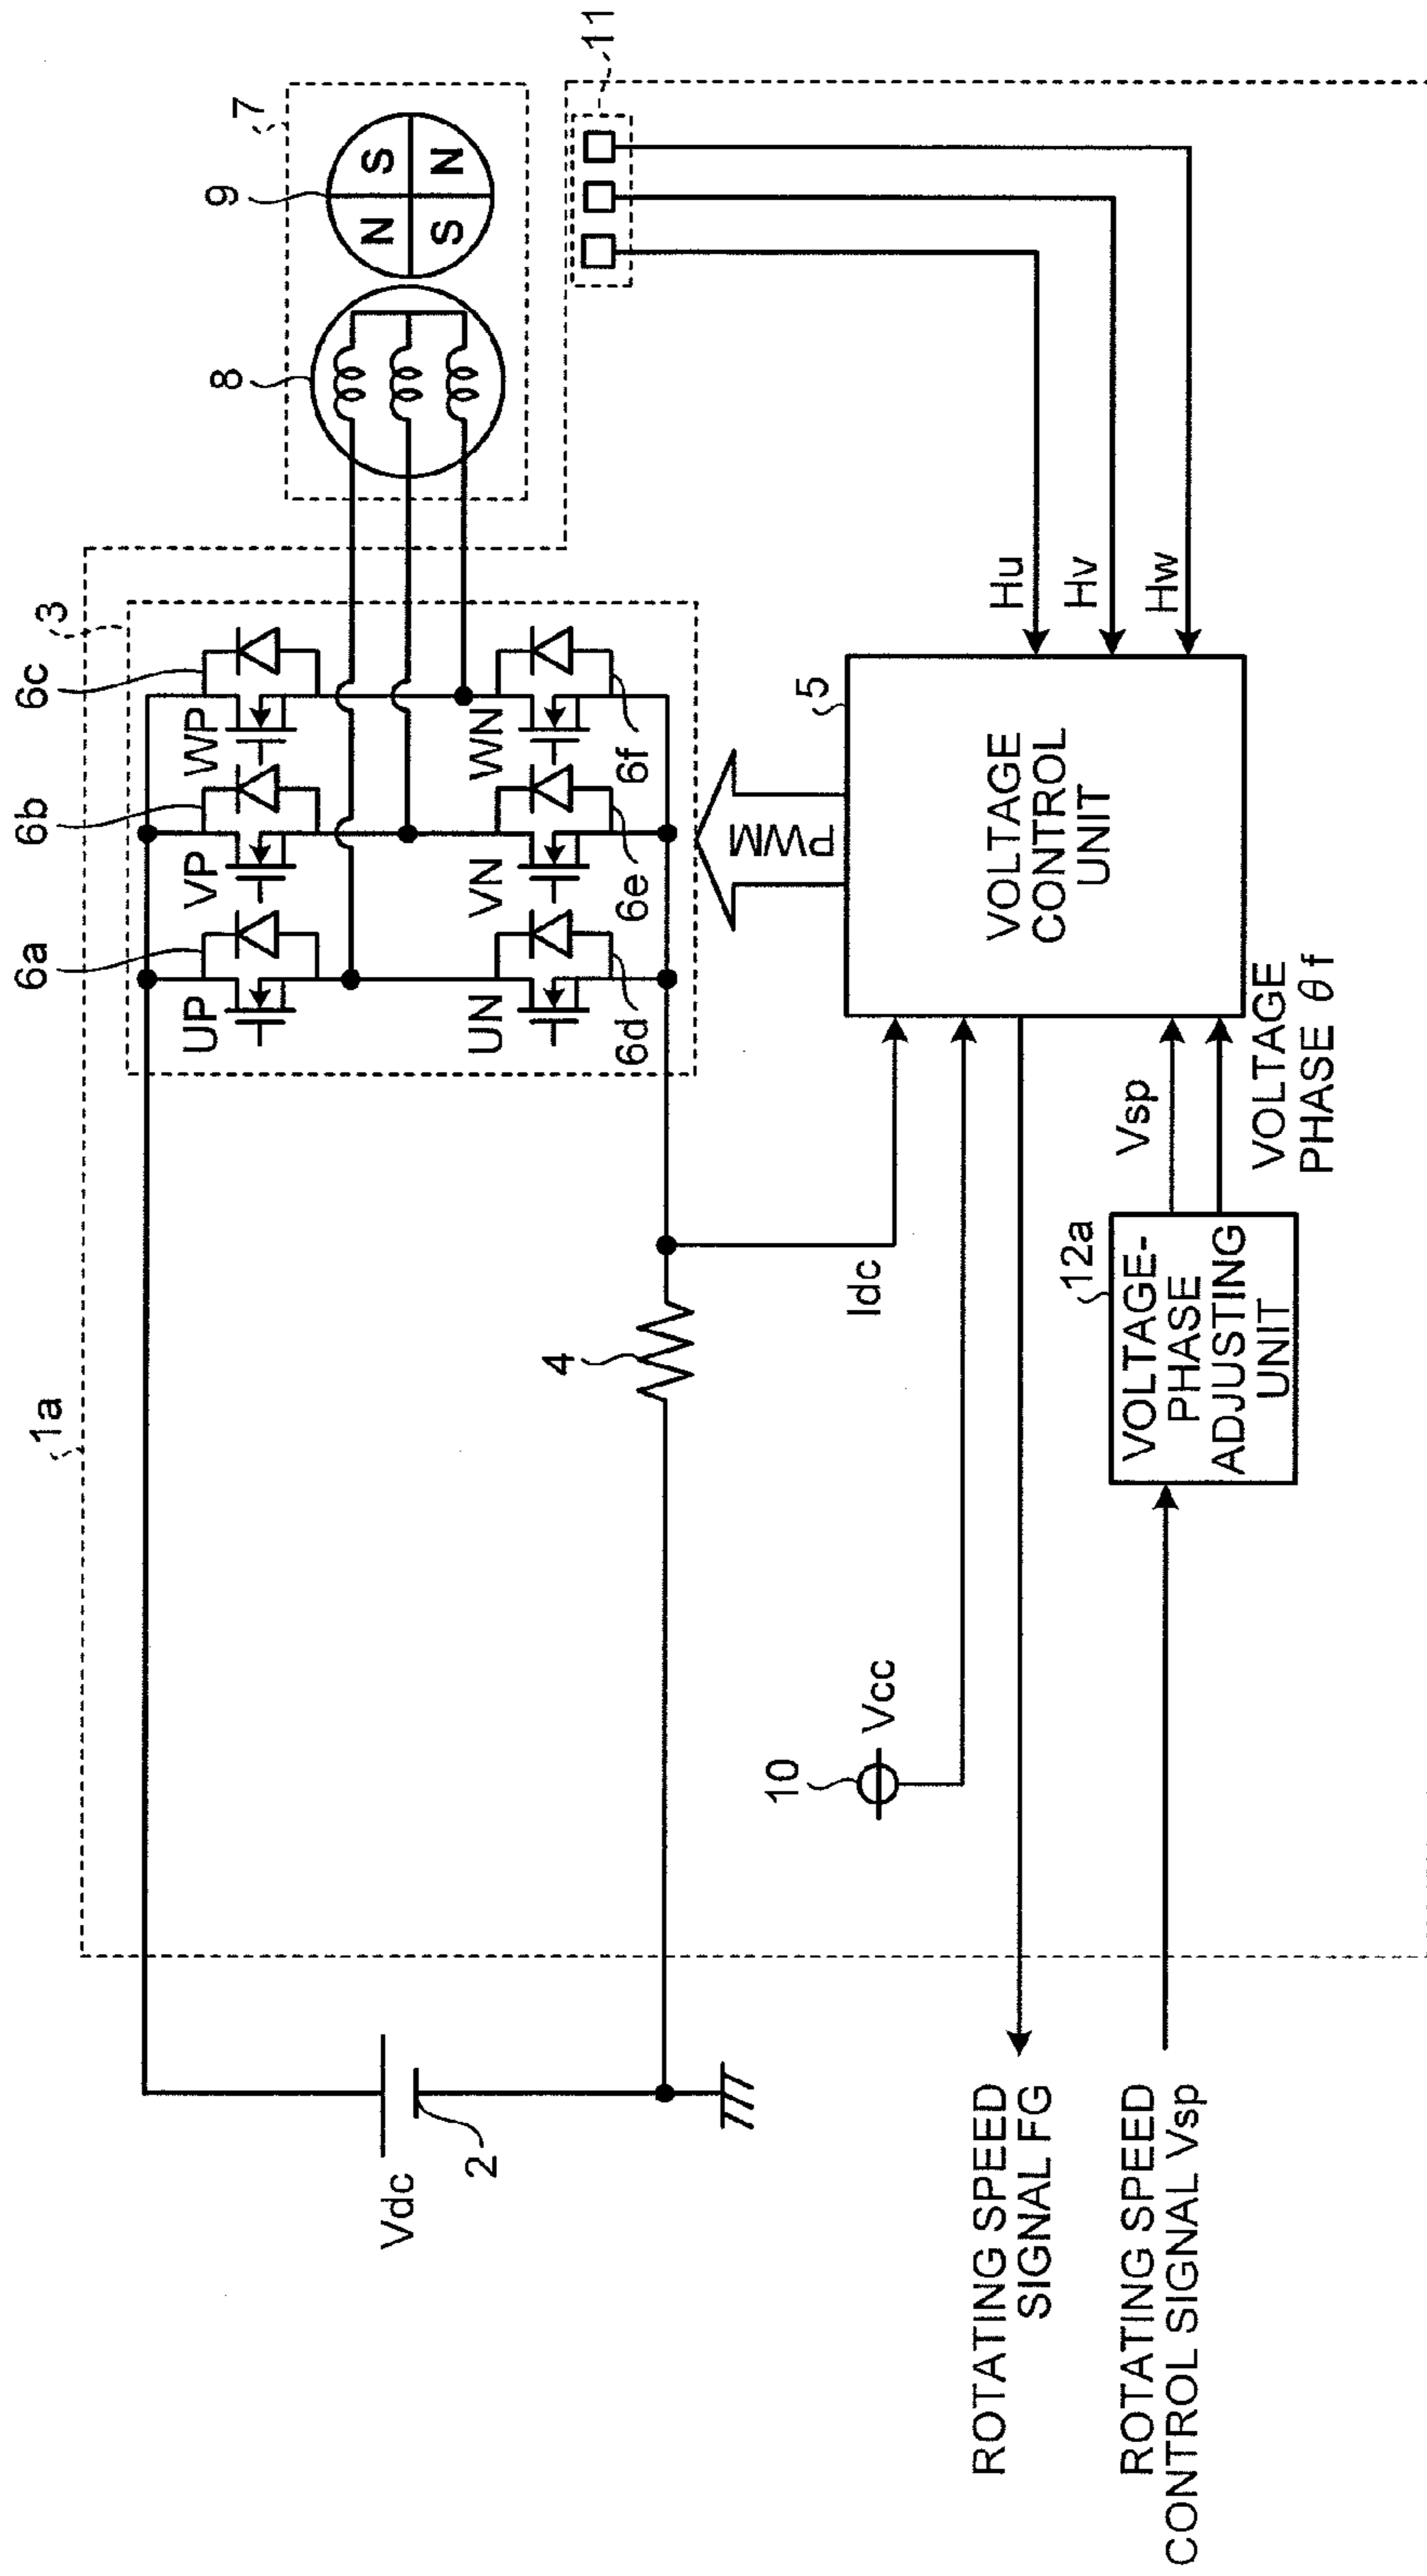 1a
3
6a
6b
6c
7
8
9
11
UP
VP
WP
UN
VN
WN
6d
6e
6f
N
S
S
N
Vdc
2
4
Idc
PWM
5
VOLTAGE
CONTROL
UNIT
Hu
Hv
Hw
10
Vcc
ROTATING SPEED
SIGNAL FG
ROTATING SPEED
CONTROL SIGNAL Vsp
12a
VOLTAGE-
PHASE
ADJUSTING
UNIT
Vsp
VOLTAGE
PHASE θf